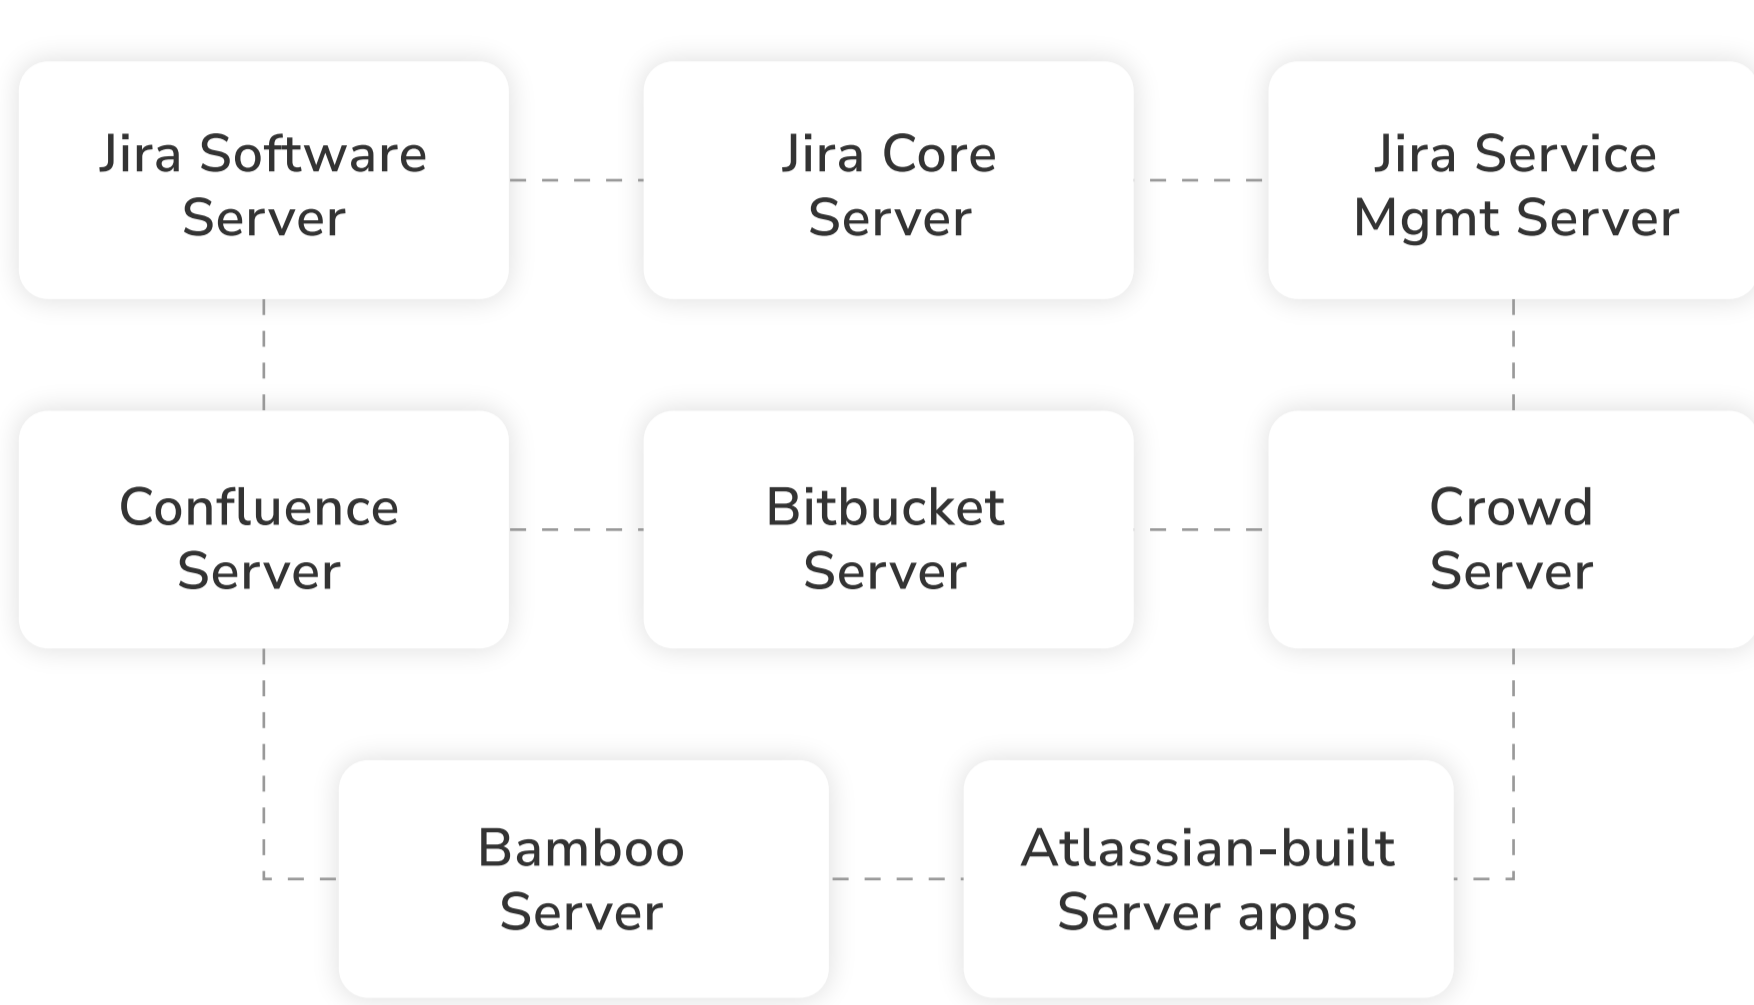 Jira Software
Server
Jira Core
Server
Jira Service
Mgmt Server
Confluence
Server
Bitbucket
Server
Crowd
Server
Bamboo
Server
Atlassian-built
Server apps